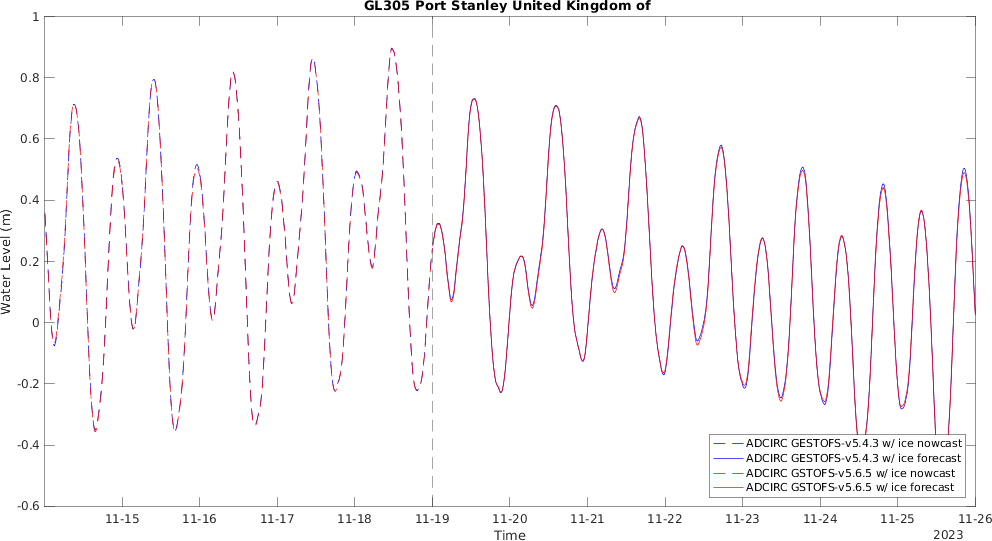 GL305 Port Stanley United Kingdom of
1
0.8
0.6
0.4
0.2
0
-0.2
-0.4
-0.6
Water Level (m)
ADCIRC GESTOFS-v5.4.3 w/ ice nowcast
ADCIRC GESTOFS-v5.4.3 w/ ice forecast
ADCIRC GSTOFS-v5.6.5 w/ ice nowcast
ADCIRC GSTOFS-v5.6.5 w/ ice forecast
11-15 11-16 11-17 11-18 11-19 11-20 11-21 11-22 11-23 11-24 11-25 11-26
Time
2023